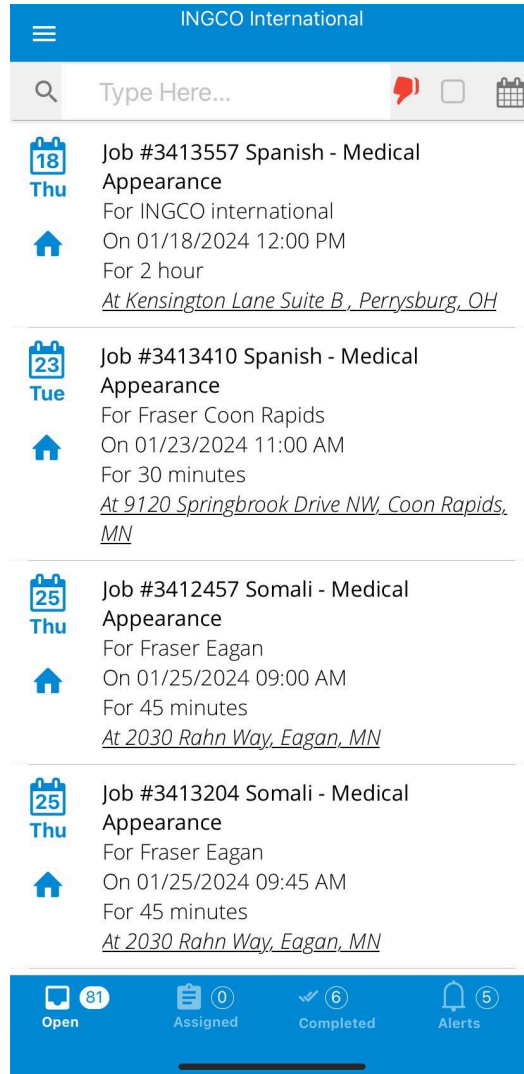 INGCO International
Type Here...
18
Thu
Job #3413557 Spanish - Medical
Appearance
For INGCO international
On 01/18/2024 12:00 PM
For 2 hour
At Kensington Lane Suite B , Perrysburg, OH
23
Tue
Job #3413410 Spanish - Medical
Appearance
For Fraser Coon Rapids
On 01/23/2024 11:00 AM
For 30 minutes
At 9120 Springbrook Drive NW, Coon Rapids,
MN
25
Thu
Job #3412457 Somali - Medical
Appearance
For Fraser Eagan
On 01/25/2024 09:00 AM
For 45 minutes
At 2030 Rahn Way, Eagan, MN
25
Thu
Job #3413204 Somali - Medical
Appearance
For Fraser Eagan
On 01/25/2024 09:45 AM
For 45 minutes
At 2030 Rahn Way, Eagan, MN
81
Open
0
Assigned
6
Completed
5
Alerts